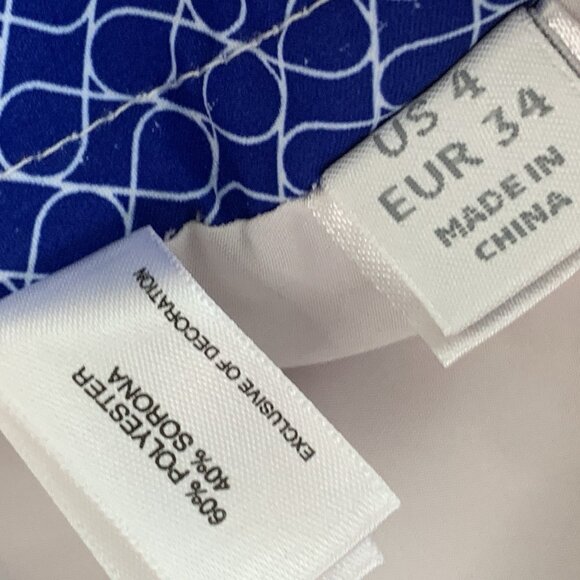 US 4
EUR 34
MADE IN
CHINA
60% POLYESTER
40% SORONA
EXCLUSIVE OF DECORATION